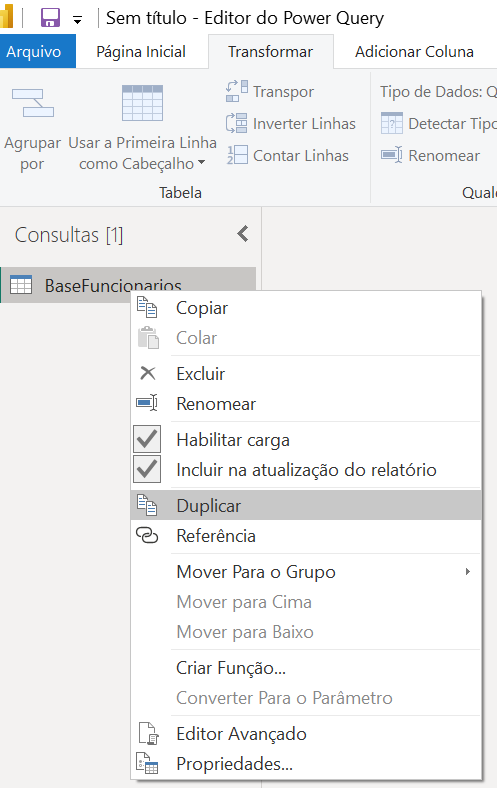 Sem título - Editor do Power Query
Arquivo Página Inicial Transformar Adicionar Coluna
Agrupar por
Usar a Primeira Linha como Cabeçalho
Transpor
Inverter Linhas
Contar Linhas
Tipo de Dados: Q
Detectar Tipo
Renomear
Tabela
Qualq
Consultas [1]
BaseFuncionarios
Copiar
Colar
Excluir
Renomear
Habilitar carga
Incluir na atualização do relatório
Duplicar
Referência
Mover Para o Grupo
Mover para Cima
Mover para Baixo
Criar Função...
Converter Para o Parâmetro
Editor Avançado
Propriedades...